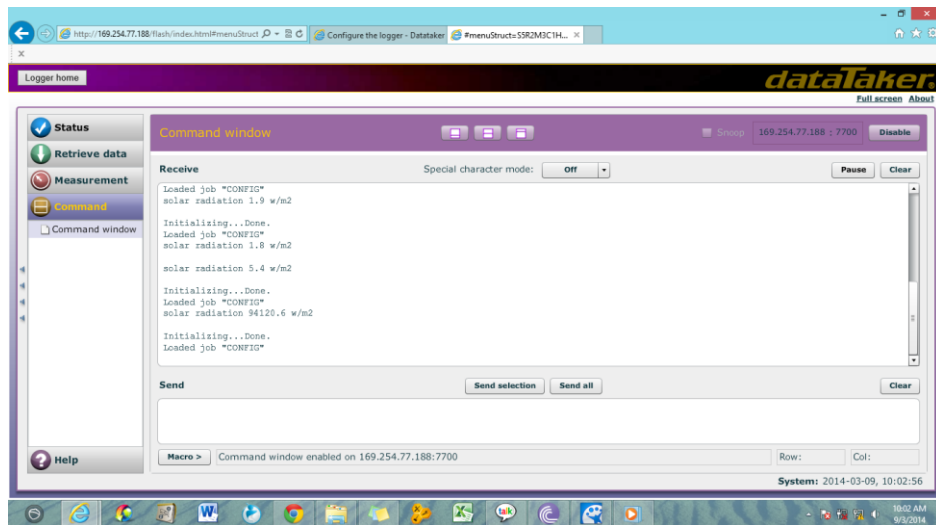 http://169.254.77.188/flash/index.html#menuStruct
Configure the logger - Datataker
#menuStruct=S5R2M3C1H...
x
Logger home
dataTaker
Full screen About
Status
Retrieve data
Measurement
Command
Command window
Help
Command window
Snoop
169.254.77.188 : 7700
Disable
Receive
Special character mode:
Off
Pause
Clear
Loaded job "CONFIG"
solar radiation 1.9 w/m2
Initializing...Done.
Loaded job "CONFIG"
solar radiation 1.8 w/m2
solar radiation 5.4 w/m2
Initializing...Done.
Loaded job "CONFIG"
solar radiation 94120.6 w/m2
Initializing...Done.
Loaded job "CONFIG"
Send
Send selection
Send all
Clear
Macro >
Command window enabled on 169.254.77.188:7700
Row:
Col:
System: 2014-03-09, 10:02:56
talk
10:02 AM
9/3/2014